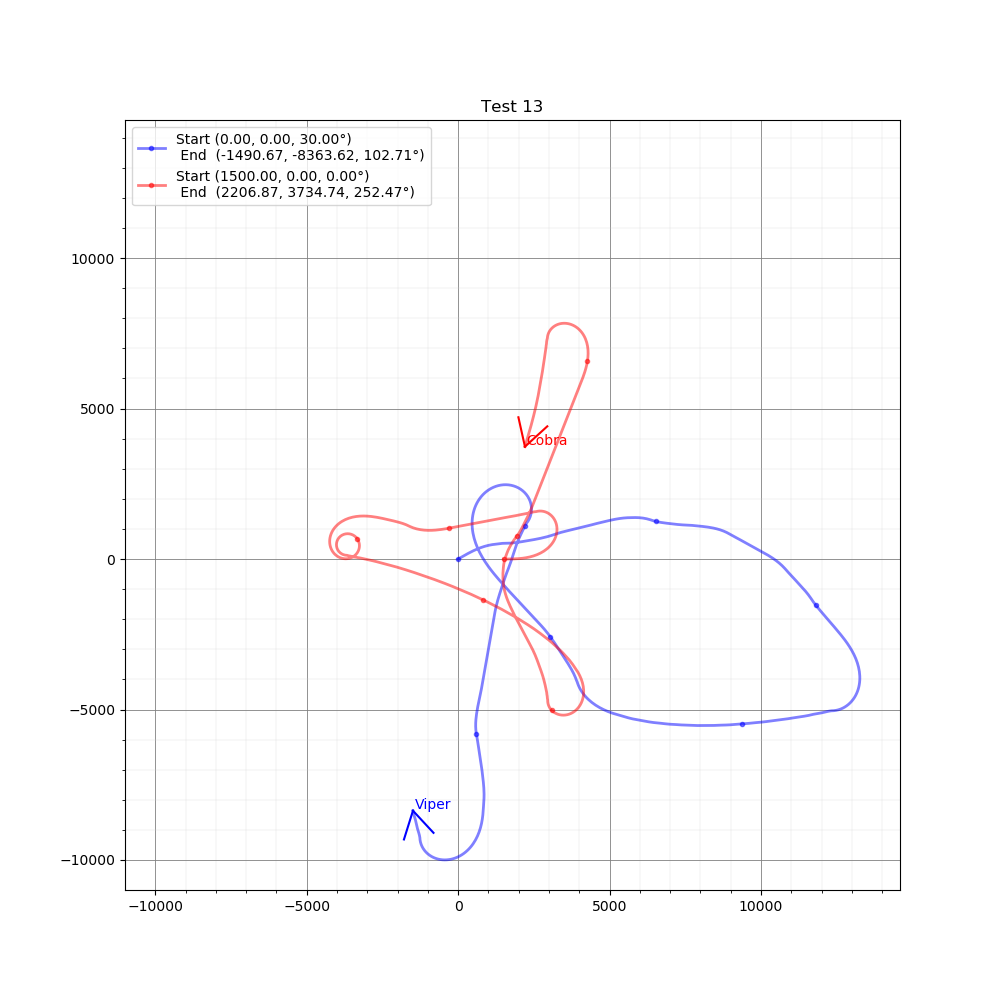 Test 13
Start (0.00, 0.00, 30.00°)
End (-1490.67, -8363.62, 102.71°)
Start (1500.00, 0.00, 0.00°)
End (2206.87, 3734.74, 252.47°)
10000
5000
Cobra
0
−5000
Viper
−10000
−10000 −5000 0 5000 10000